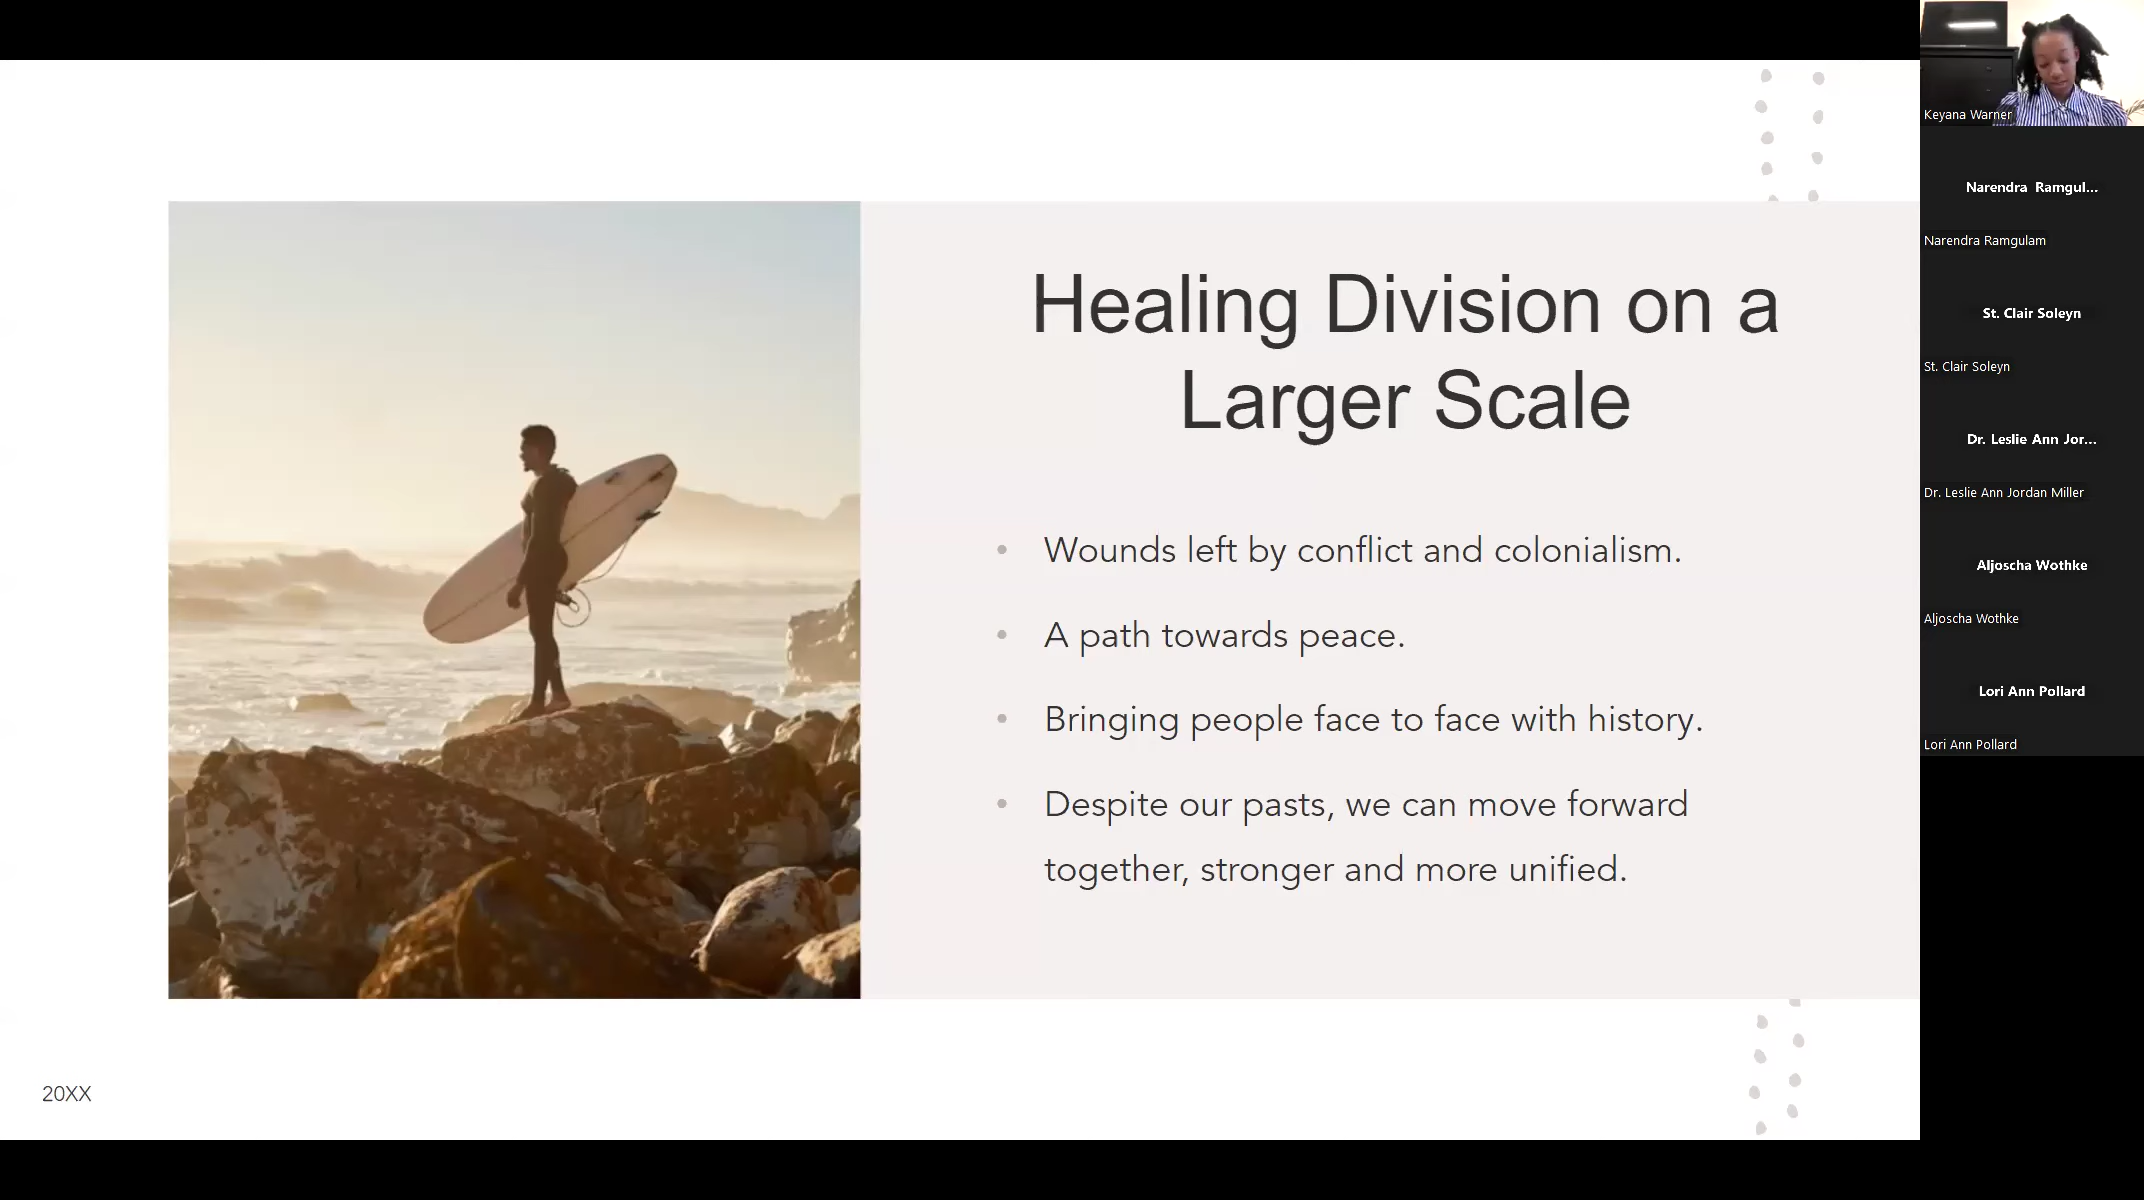 Healing Division on a
Larger Scale
• Wounds left by conflict and colonialism.
• A path towards peace.
• Bringing people face to face with history.
• Despite our pasts, we can move forward
together, stronger and more unified.
20XX
Keyana Warner
Narendra Ramgul...
Narendra Ramgulam
St. Clair Soleyn
St. Clair Soleyn
Dr. Leslie Ann Jor...
Dr. Leslie Ann Jordan Miller
Aljoscha Wothke
Aljoscha Wothke
Lori Ann Pollard
Lori Ann Pollard